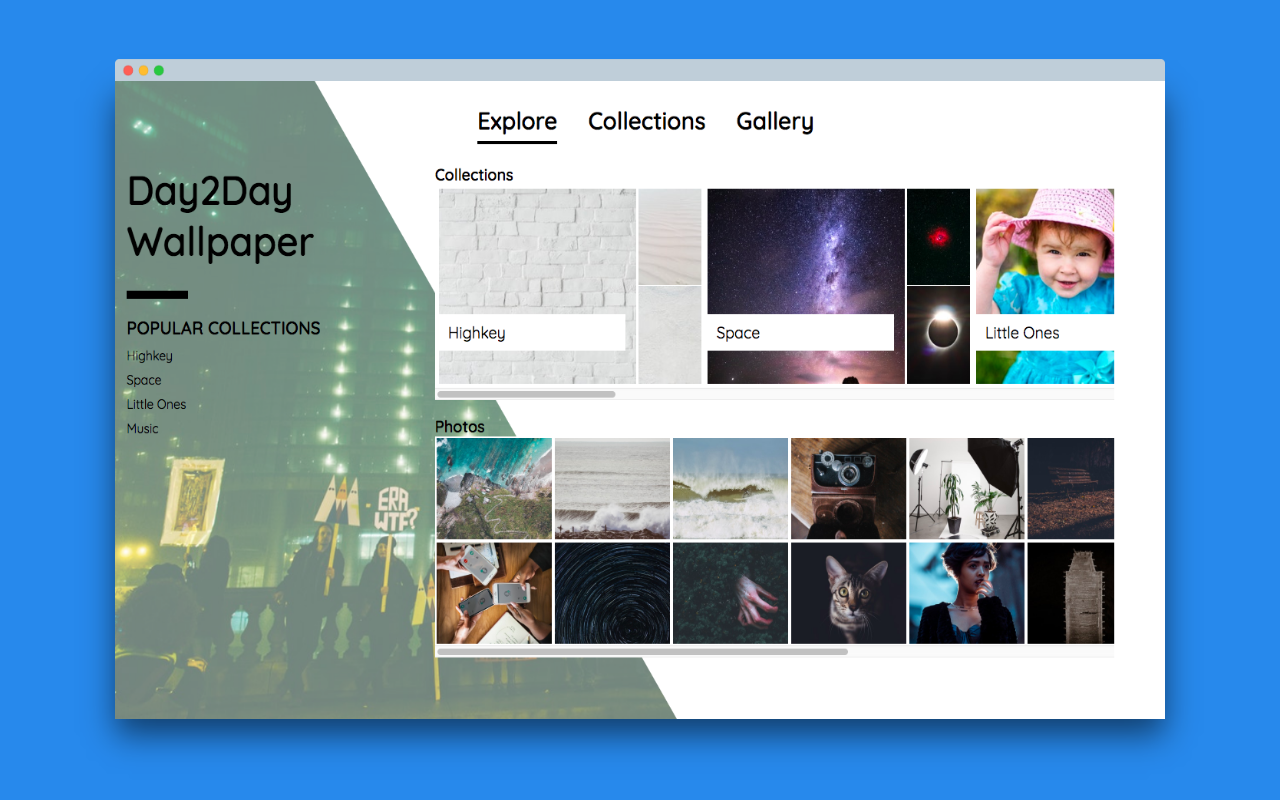 Explore Collections Gallery
Day2Day
Wallpaper
POPULAR COLLECTIONS
Highkey
Space
Little Ones
Music
ERA
WTF?
Collections
Highkey
Space
Little Ones
Photos